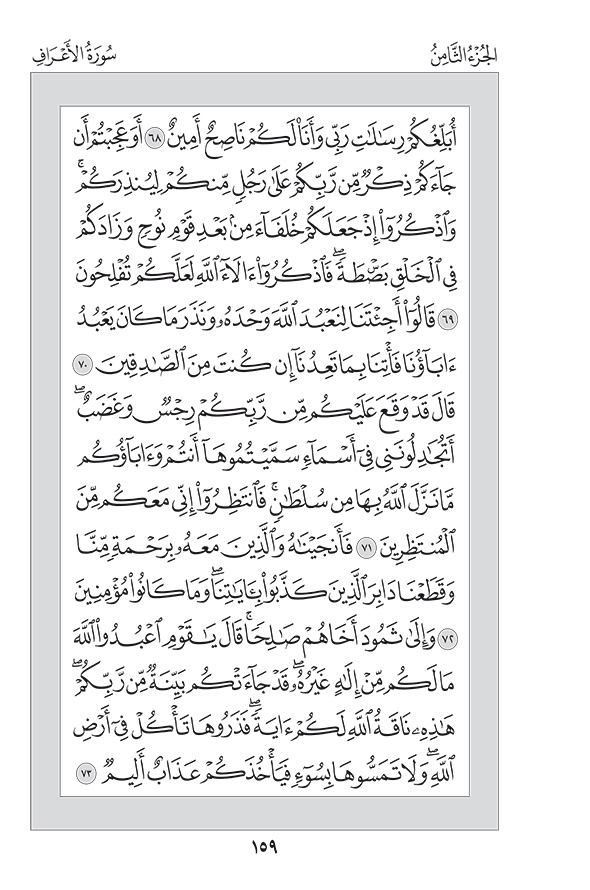 الجُزْءُ الثَّامِنُ
سُورَةُ الأَعْرَافِ
أُبَلِّغُكُمْ رِسَٰلَٰتِ رَبِّي وَأَنَا۠ لَكُمْ نَاصِحٌ أَمِينٌ ٦٨ أَوَعَجِبْتُمْ أَن
جَآءَكُمْ ذِكْرٌ مِّن رَّبِّكُمْ عَلَىٰ رَجُلٍ مِّنكُمْ لِيُنذِرَكُمْ ۚ
وَٱذْكُرُوٓا۟ إِذْ جَعَلَكُمْ خُلَفَآءَ مِنۢ بَعْدِ قَوْمِ نُوحٍ وَزَادَكُمْ
فِي ٱلْخَلْقِ بَصْۜطَةً ۖ فَٱذْكُرُوٓا۟ ءَالَآءَ ٱللَّهِ لَعَلَّكُمْ تُفْلِحُونَ
٦٩ قَالُوٓا۟ أَجِئْتَنَا لِنَعْبُدَ ٱللَّهَ وَحْدَهُۥ وَنَذَرَ مَا كَانَ يَعْبُدُ
ءَابَآؤُنَا فَأْتِنَا بِمَا تَعِدُنَآ إِن كُنتَ مِنَ ٱلصَّٰدِقِينَ ٧٠
قَالَ قَدْ وَقَعَ عَلَيْكُم مِّن رَّبِّكُمْ رِجْسٌ وَغَضَبٌ ۖ
أَتُجَٰدِلُونَنِي فِيٓ أَسْمَآءٍ سَمَّيْتُمُوهَآ أَنتُمْ وَءَابَآؤُكُم
مَّا نَزَّلَ ٱللَّهُ بِهَا مِن سُلْطَٰنٍ ۚ فَٱنتَظِرُوٓا۟ إِنِّي مَعَكُم مِّنَ
ٱلْمُنتَظِرِينَ ٧١ فَأَنجَيْنَٰهُ وَٱلَّذِينَ مَعَهُۥ بِرَحْمَةٍ مِّنَّا
وَقَطَعْنَا دَابِرَ ٱلَّذِينَ كَذَّبُوا۟ بِـَٔايَٰتِنَا ۖ وَمَا كَانُوا۟ مُؤْمِنِينَ
٧٢ وَإِلَىٰ ثَمُودَ أَخَاهُمْ صَٰلِحًا ۗ قَالَ يَٰقَوْمِ ٱعْبُدُوا۟ ٱللَّهَ
مَا لَكُم مِّنْ إِلَٰهٍ غَيْرُهُۥ ۖ قَدْ جَآءَتْكُم بَيِّنَةٌ مِّن رَّبِّكُمْ ۖ
هَٰذِهِۦ نَاقَةُ ٱللَّهِ لَكُمْ ءَايَةً ۖ فَذَرُوهَا تَأْكُلْ فِيٓ أَرْضِ
ٱللَّهِ ۖ وَلَا تَمَسُّوهَا بِسُوٓءٍ فَيَأْخُذَكُمْ عَذَابٌ أَلِيمٌ ٧٣
١٥٩